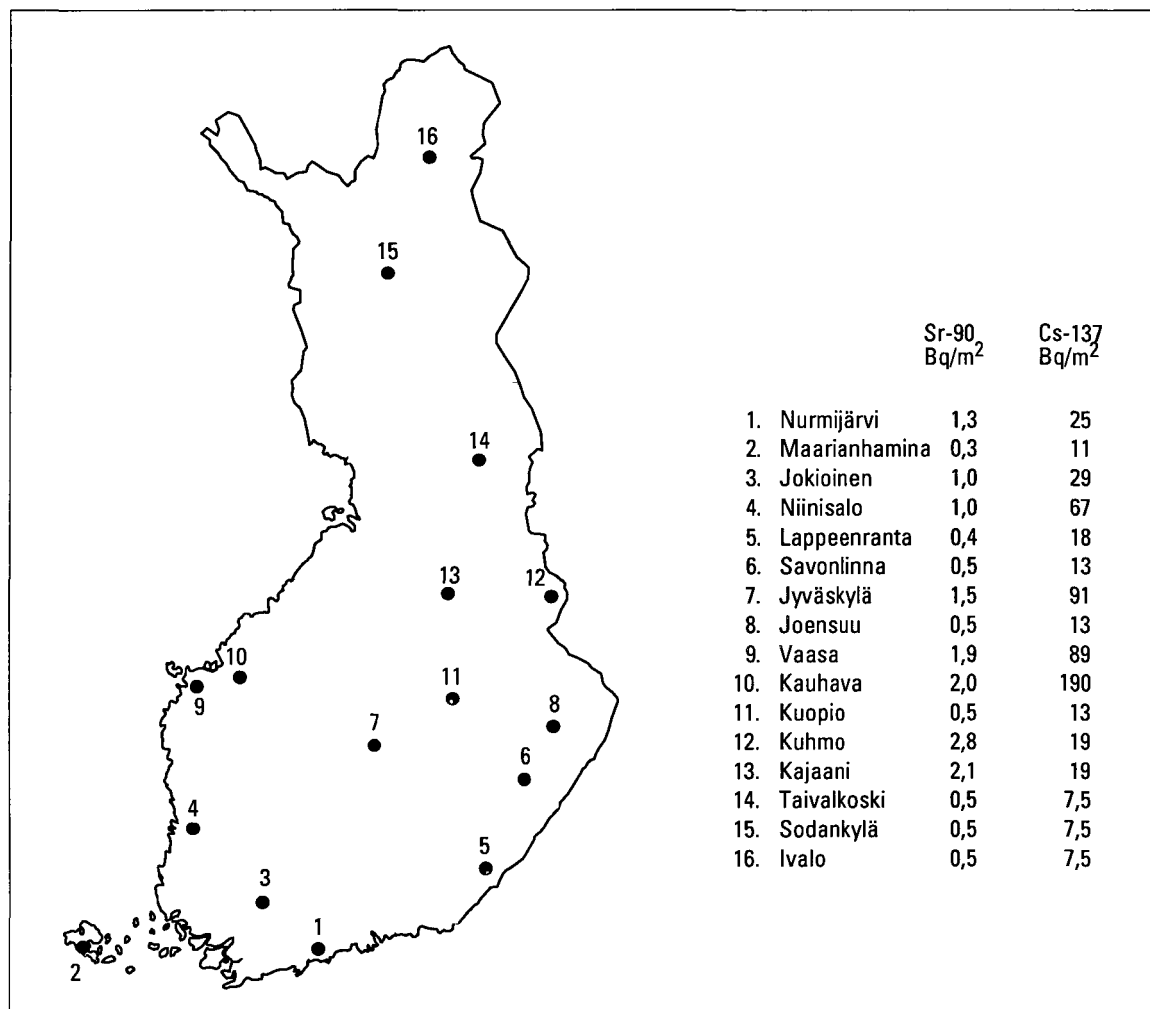 16
15
14
13
12
10
9
11
8
7
6
4
5
3
1
2
Sr-90 Cs-137
Bq/m² Bq/m²
1. Nurmijärvi 1,3 25
2. Maarianhamina 0,3 11
3. Jokioinen 1,0 29
4. Niinisalo 1,0 67
5. Lappeenranta 0,4 18
6. Savonlinna 0,5 13
7. Jyväskylä 1,5 91
8. Joensuu 0,5 13
9. Vaasa 1,9 89
10. Kauhava 2,0 190
11. Kuopio 0,5 13
12. Kuhmo 2,8 19
13. Kajaani 2,1 19
14. Taivalkoski 0,5 7,5
15. Sodankylä 0,5 7,5
16. Ivalo 0,5 7,5